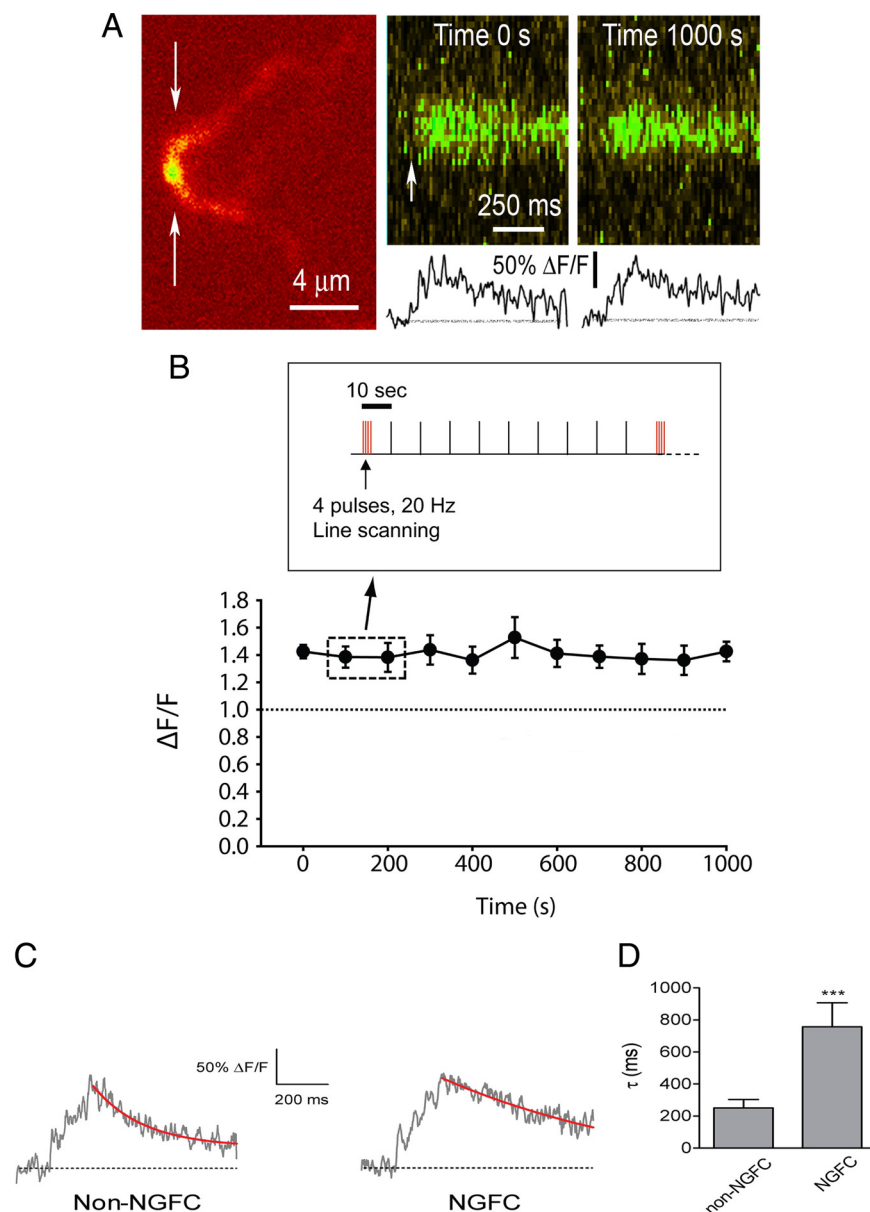 A
Time 0 s
Time 1000 s
4 μm
250 ms
50% ΔF/F
B
10 sec
4 pulses, 20 Hz
Line scanning
1.8
1.6
1.4
1.2
1.0
0.8
0.6
0.4
0.2
0.0
ΔF/F
0
200
400
600
800
1000
Time (s)
C
50% ΔF/F
200 ms
Non-NGFC
NGFC
D
1000
800
600
400
200
0
τ (ms)
***
non-NGFC
NGFC